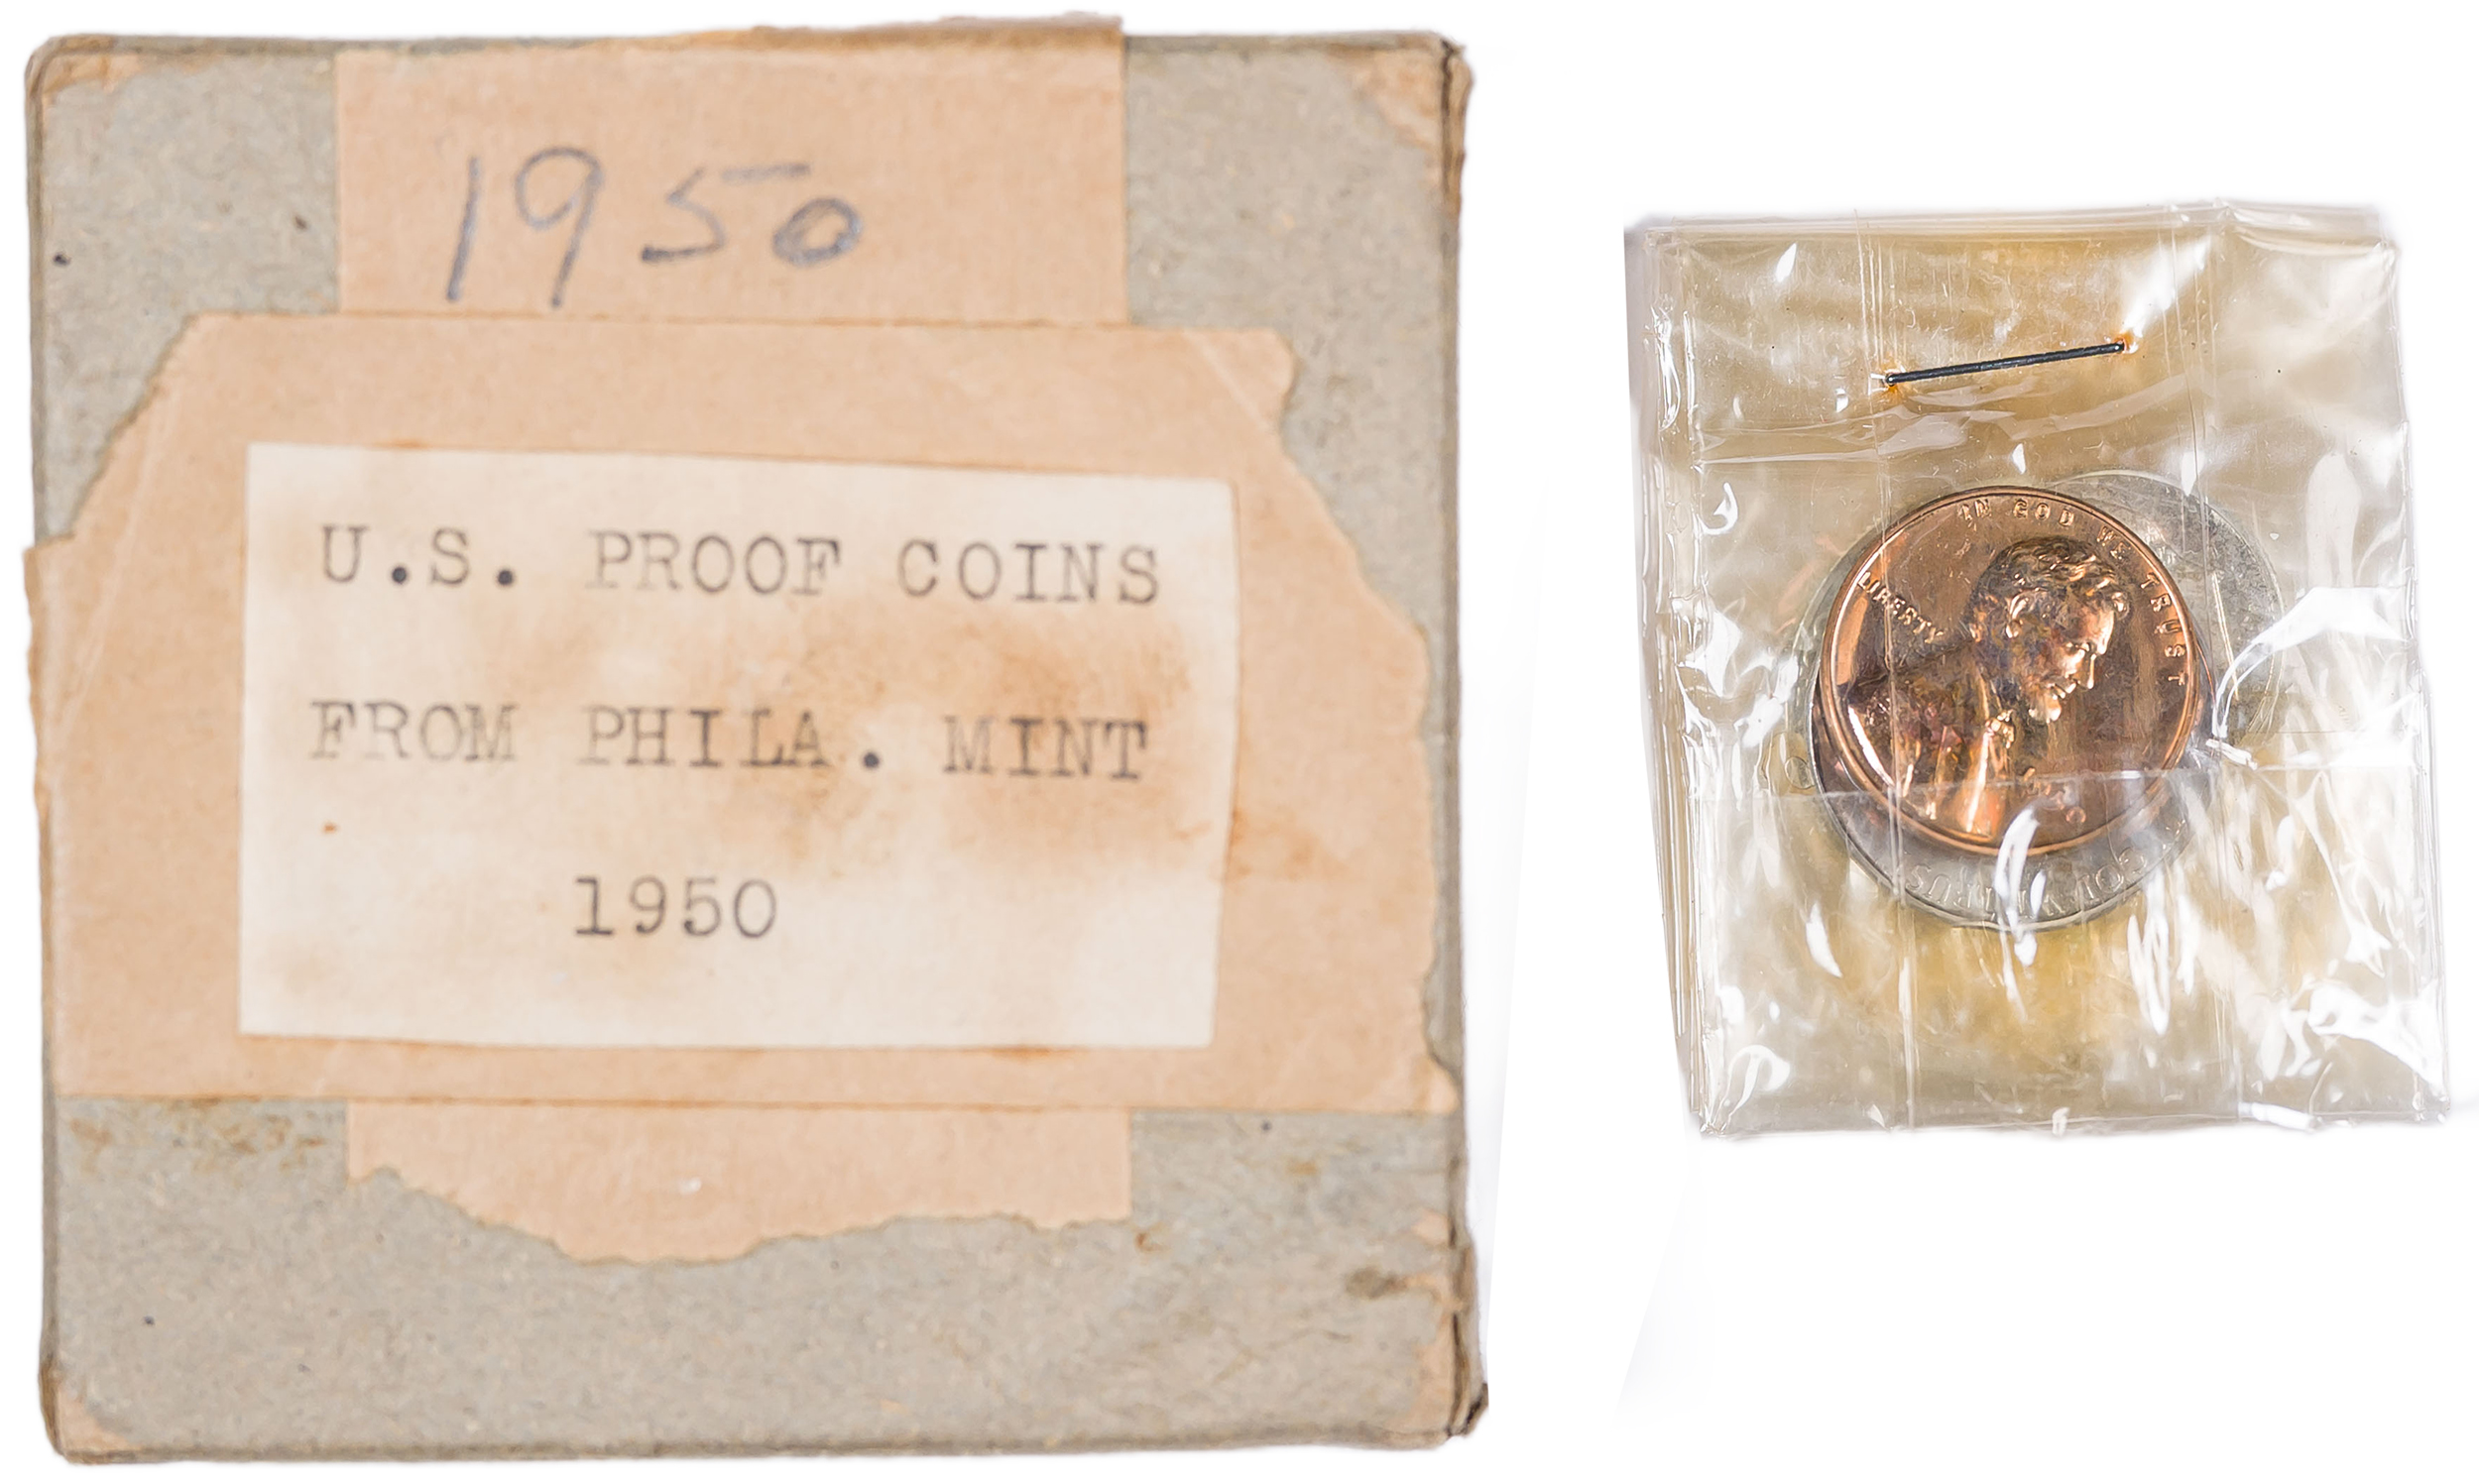 1950
U.S. PROOF COINS
FROM PHILA. MINT
1950
IN GOD WE TRUST
LIBERTY